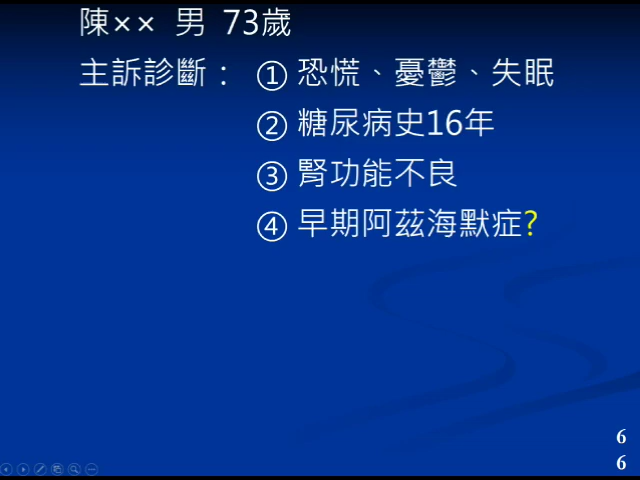 陳×× 男 73歲
主訴診斷： ① 恐慌、憂鬱、失眠
② 糖尿病史16年
③ 腎功能不良
④ 早期阿茲海默症?
6
6